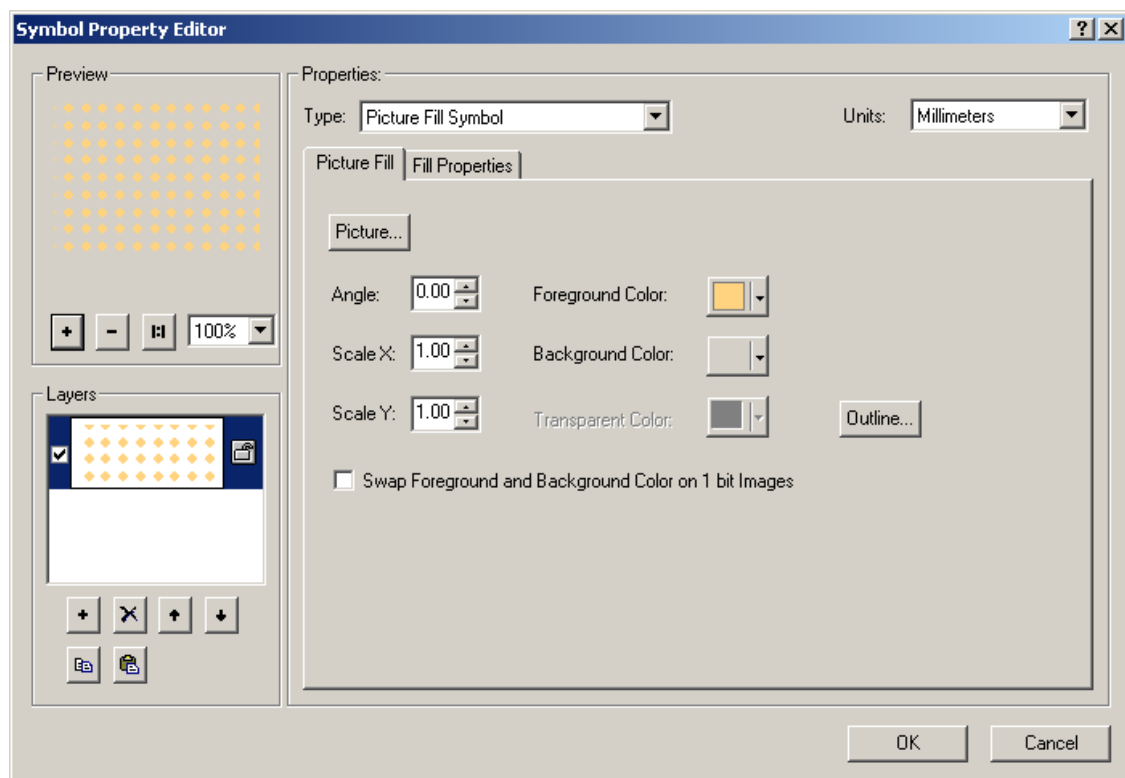 Symbol Property Editor
Preview
100%
Layers
Properties:
Type: Picture Fill Symbol
Units: Millimeters
Picture Fill
Fill Properties
Picture...
Angle: 0.00
Foreground Color:
Scale X: 1.00
Background Color:
Scale Y: 1.00
Transparent Color:
Outline...
Swap Foreground and Background Color on 1 bit Images
OK
Cancel